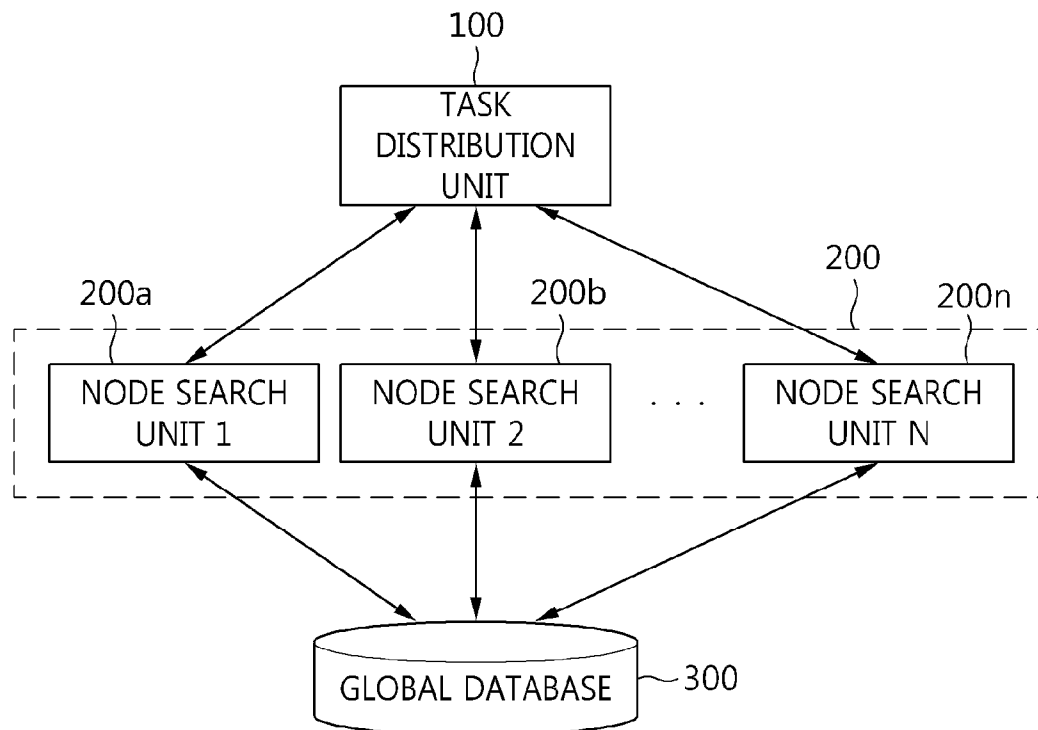 100
TASK
DISTRIBUTION
UNIT
200
200a
200b
200n
NODE SEARCH
UNIT 1
NODE SEARCH
UNIT 2
. . .
NODE SEARCH
UNIT N
GLOBAL DATABASE
300